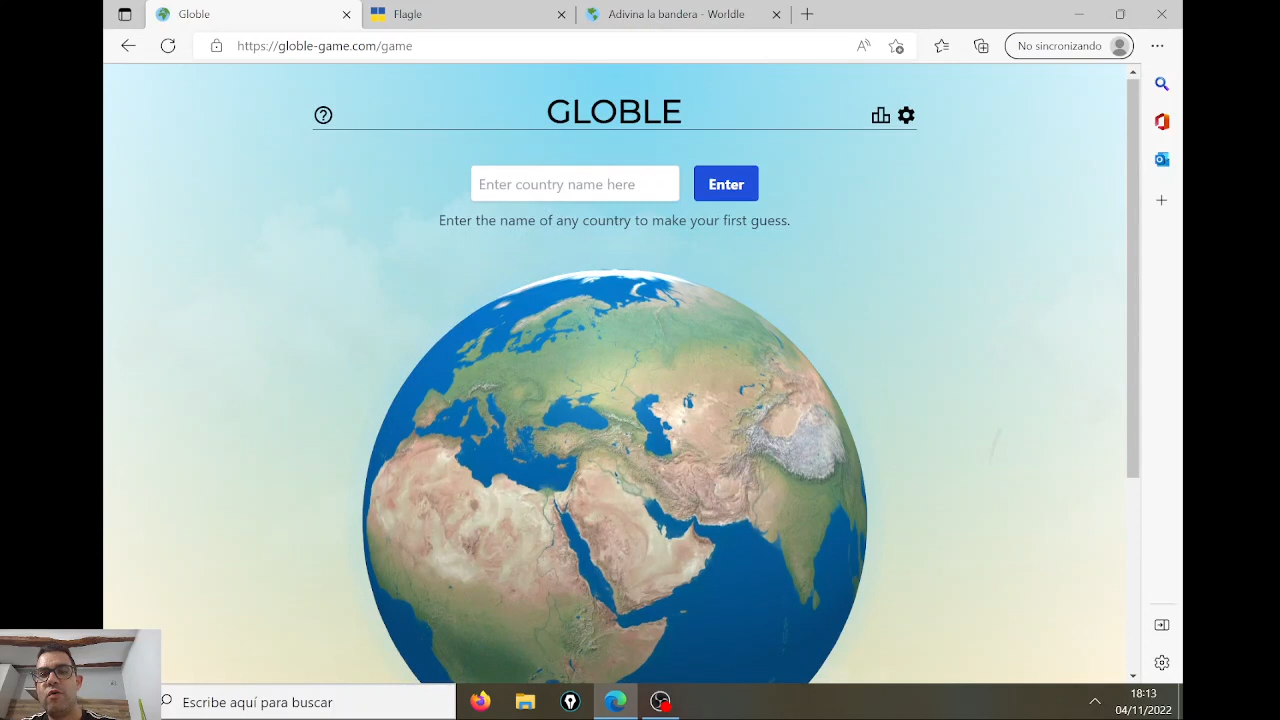 Globle
Flagle
Adivina la bandera - Worldle
https://globle-game.com/game
No sincronizando
GLOBLE
Enter country name here
Enter
Enter the name of any country to make your first guess.
Escribe aquí para buscar
18:13
04/11/2022